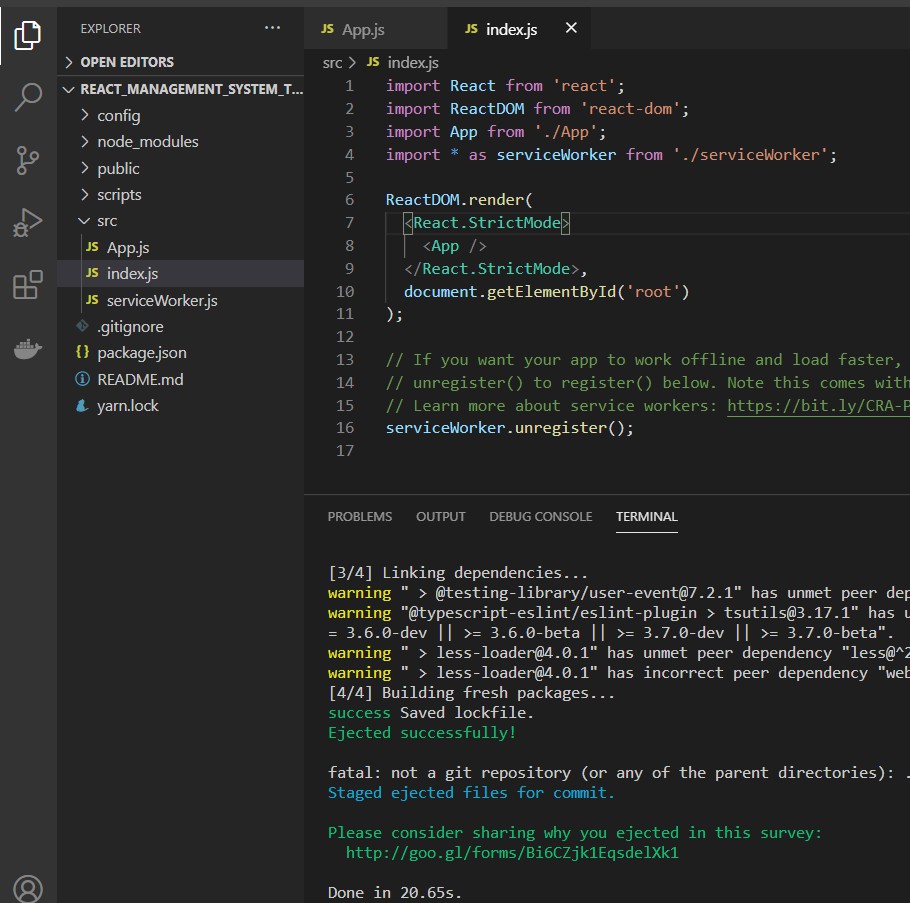 EXPLORER
...
OPEN EDITORS
REACT_MANAGEMENT_SYSTEM_T...
config
node_modules
public
scripts
src
JS App.js
JS index.js
JS serviceWorker.js
.gitignore
{} package.json
README.md
yarn.lock
JS App.js
JS index.js
src > JS index.js
1 import React from 'react';
2 import ReactDOM from 'react-dom';
3 import App from './App';
4 import * as serviceWorker from './serviceWorker';
5
6 ReactDOM.render(
7 <React.StrictMode>
8 <App />
9 </React.StrictMode>,
10 document.getElementById('root')
11 );
12
13 // If you want your app to work offline and load faster,
14 // unregister() to register() below. Note this comes with
15 // Learn more about service workers: https://bit.ly/CRA-P
16 serviceWorker.unregister();
17
PROBLEMS OUTPUT DEBUG CONSOLE TERMINAL
[3/4] Linking dependencies...
warning " > @testing-library/user-event@7.2.1" has unmet peer dep
warning "@typescript-eslint/eslint-plugin > tsutils@3.17.1" has u
= 3.6.0-dev || >= 3.6.0-beta || >= 3.7.0-dev || >= 3.7.0-beta".
warning " > less-loader@4.0.1" has unmet peer dependency "less@^2
warning " > less-loader@4.0.1" has incorrect peer dependency "web
[4/4] Building fresh packages...
success Saved lockfile.
Ejected successfully!
fatal: not a git repository (or any of the parent directories): .
Staged ejected files for commit.
Please consider sharing why you ejected in this survey:
http://goo.gl/forms/Bi6CZjk1EqsdelXk1
Done in 20.65s.